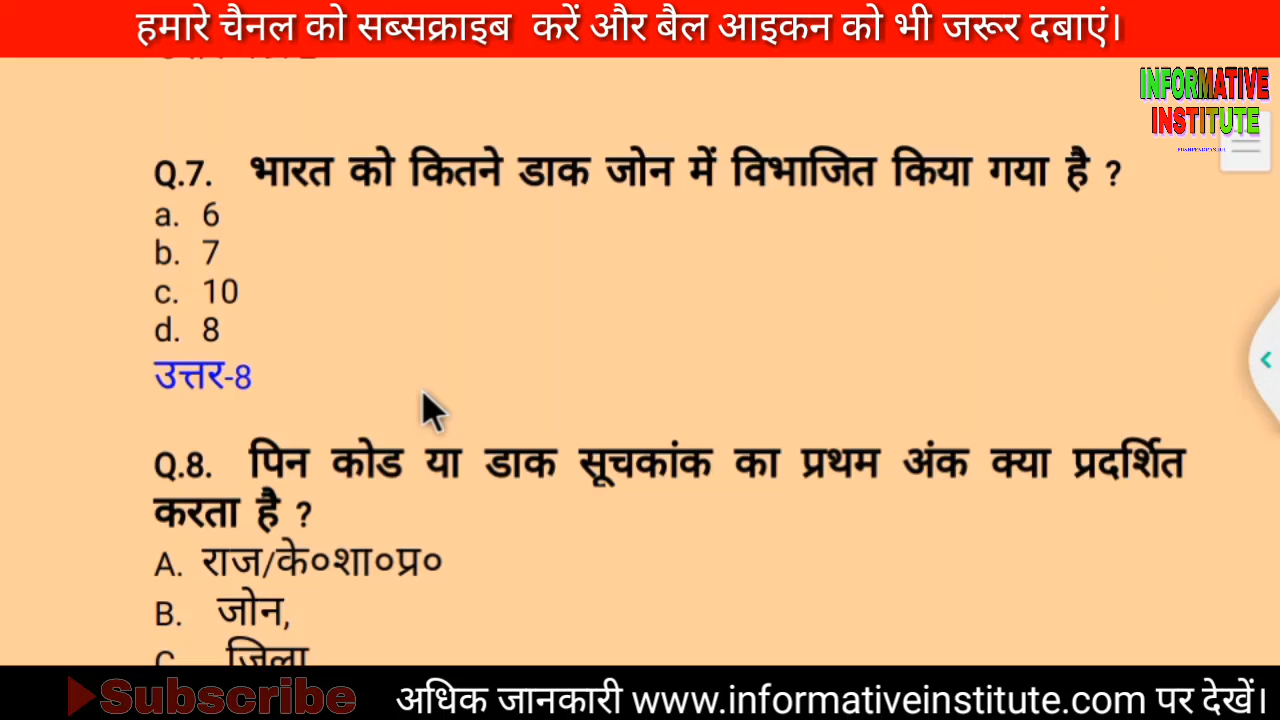 हमारे चैनल को सब्सक्राइब करें और बैल आइकन को भी जरूर दबाएं।
INFORMATIVE
INSTITUTE
Q.7. भारत को कितने डाक जोन में विभाजित किया गया है ?
a. 6
b. 7
c. 10
d. 8
उत्तर-8
Q.8. पिन कोड या डाक सूचकांक का प्रथम अंक क्या प्रदर्शित
करता है ?
A. राज/के०शा०प्र०
B. जोन,
C. जिला
Subscribe
अधिक जानकारी www.informativeinstitute.com पर देखें।